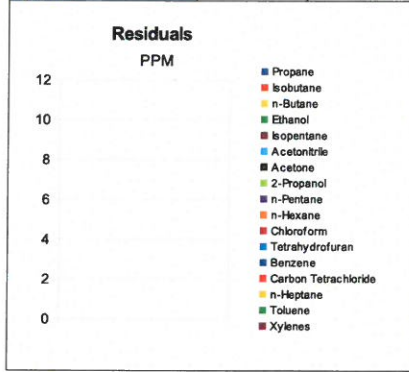 Residuals
PPM
12
10
8
6
4
2
0
Propane
Isobutane
n-Butane
Ethanol
Isopentane
Acetonitrile
Acetone
2-Propanol
n-Pentane
n-Hexane
Chloroform
Tetrahydrofuran
Benzene
Carbon Tetrachloride
n-Heptane
Toluene
Xylenes